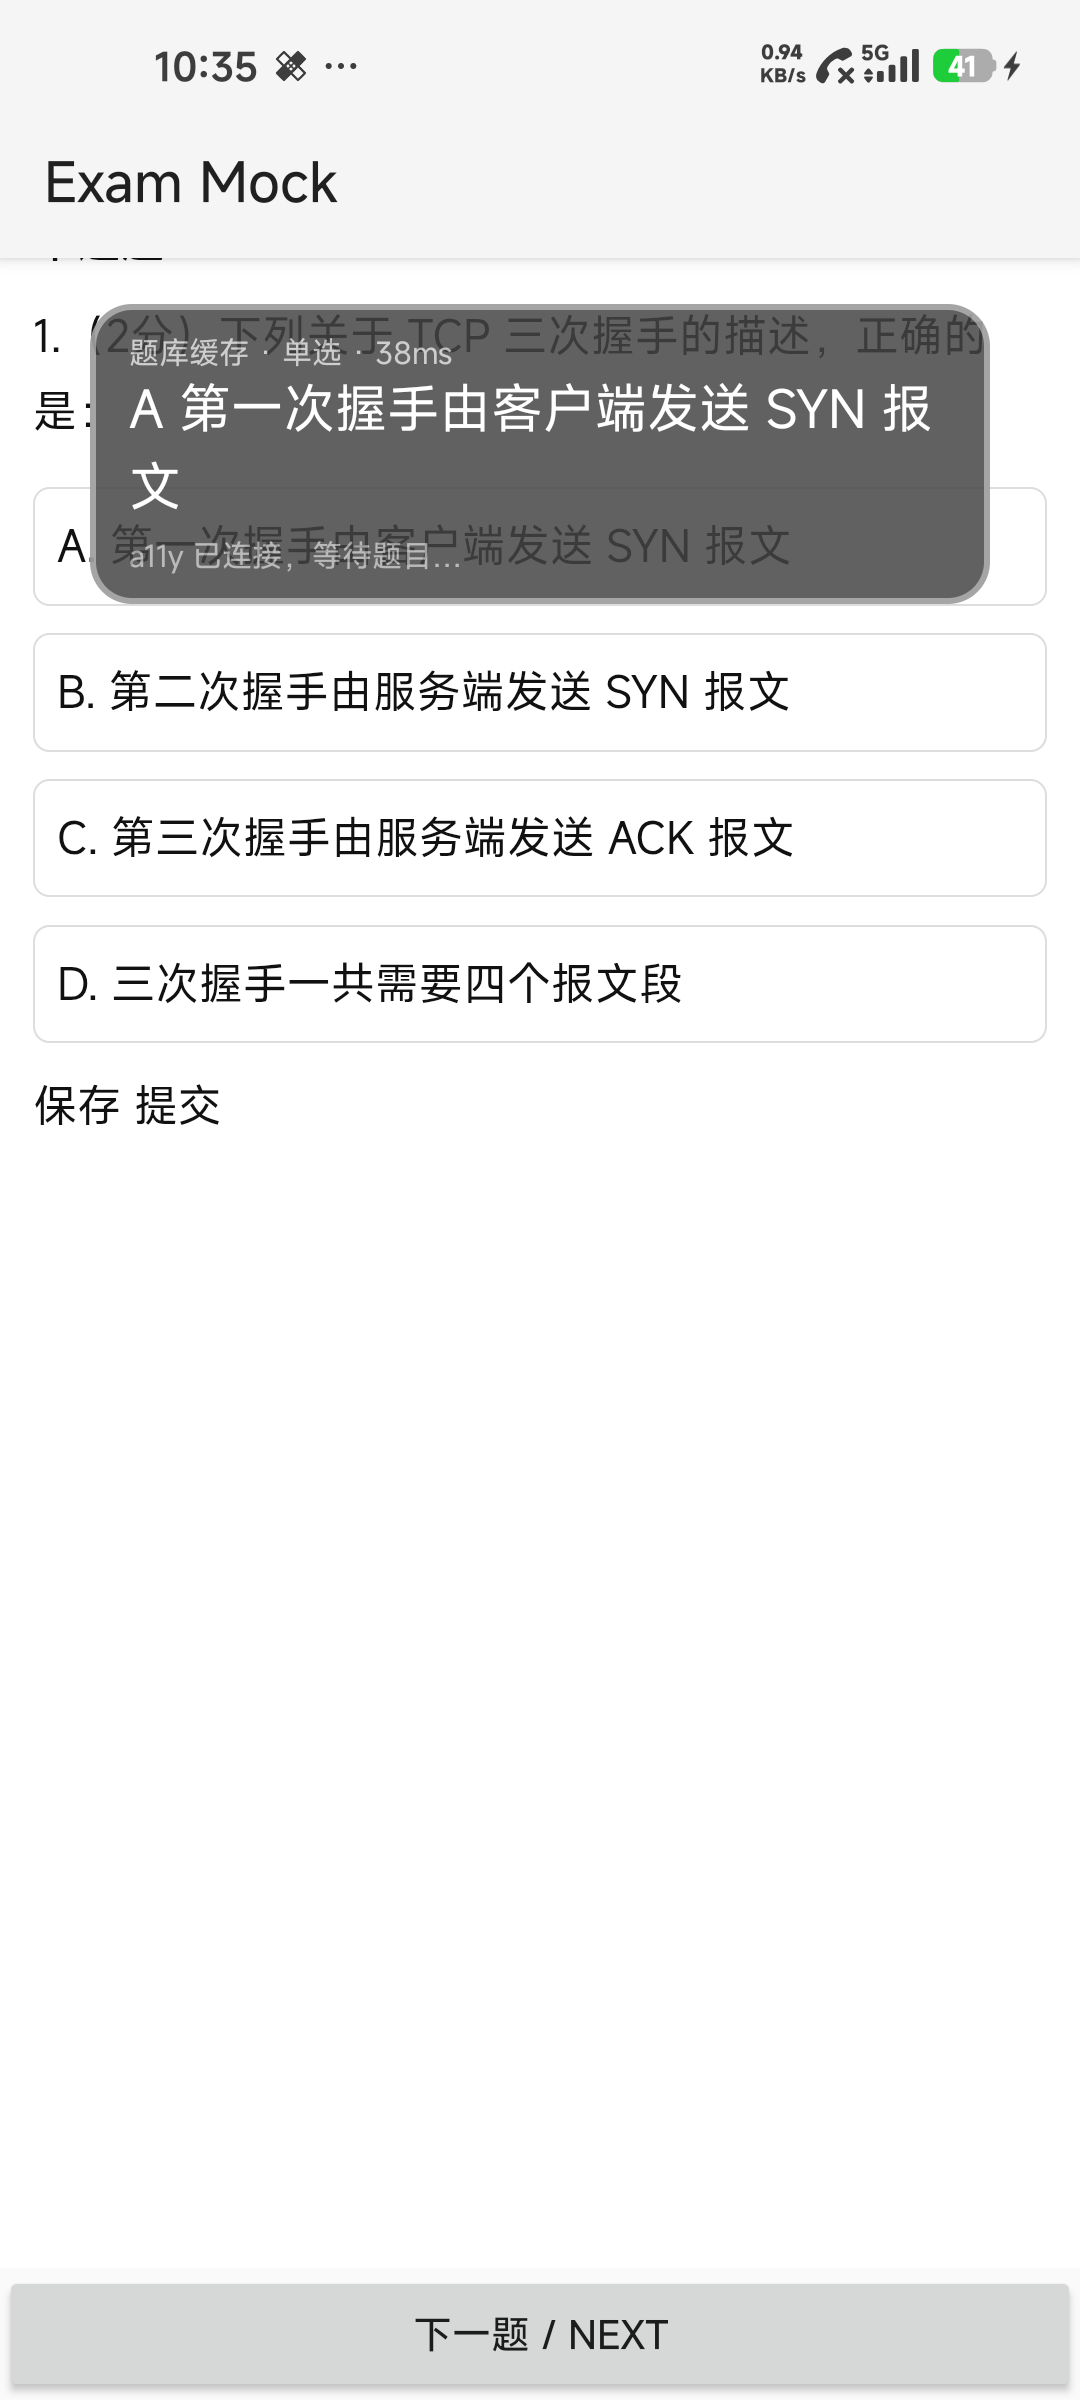 10:35 ... 0.94 KB/s 5G 41
Exam Mock
1. (2分) 下列关于 TCP 三次握手的描述，正确的
是：
题库缓存 · 单选 · 38ms
A 第一次握手由客户端发送 SYN 报
文
a11y 已连接，等待题目...
A. 第一次握手由客户端发送 SYN 报文
B. 第二次握手由服务端发送 SYN 报文
C. 第三次握手由服务端发送 ACK 报文
D. 三次握手一共需要四个报文段
保存 提交
下一题 / NEXT